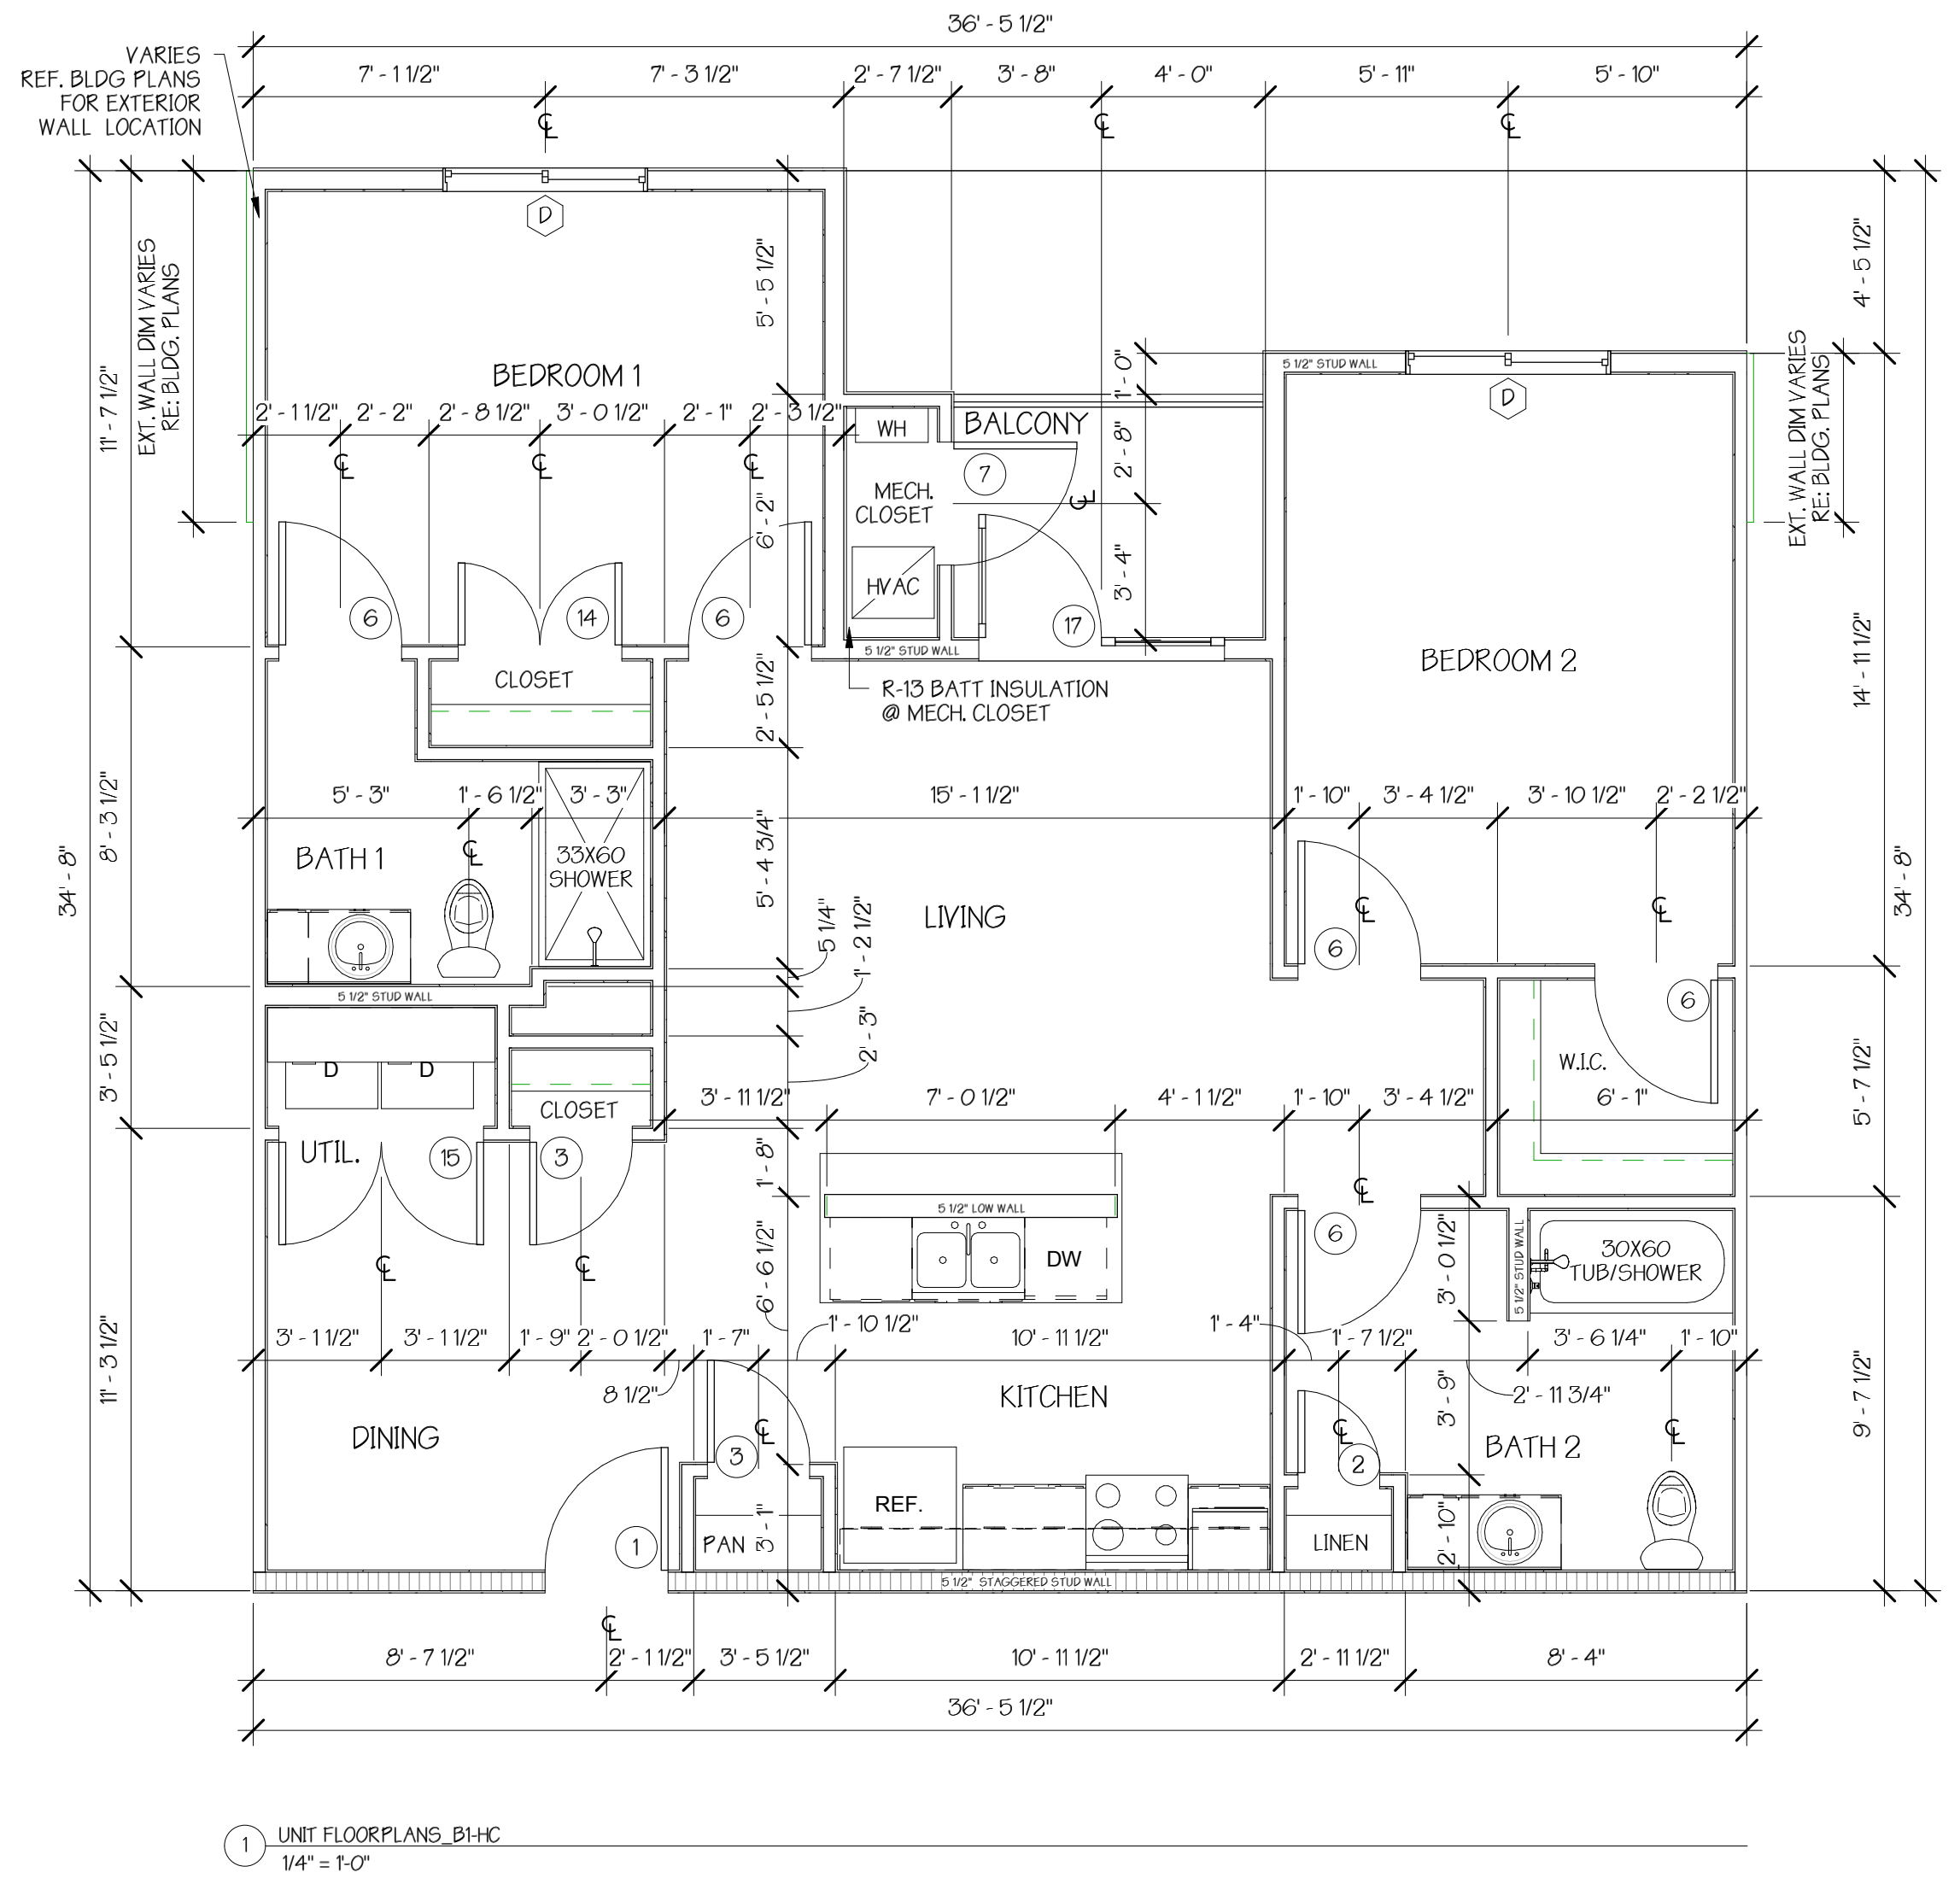 36' - 5 1/2"
VARIES
REF. BLDG PLANS
FOR EXTERIOR
WALL LOCATION
7' - 1 1/2"
7' - 3 1/2"
2' - 7 1/2"
3' - 8"
4' - 0"
5' - 11"
5' - 10"
℄
℄
℄
D
EXT. WALL DIM VARIES
RE: BLDG. PLANS
5' - 5 1/2"
4' - 5 1/2"
11' - 7 1/2"
BEDROOM 1
1' - 0"
5 1/2" STUD WALL
D
EXT. WALL DIM VARIES
RE: BLDG. PLANS
2' - 1 1/2"
2' - 2"
2' - 8 1/2"
3' - 0 1/2"
2' - 1"
2' - 3 1/2"
WH
BALCONY
2' - 8"
℄
℄
℄
7
MECH.
CLOSET
℄
6' - 2"
3' - 4"
HVAC
6
14
6
17
5 1/2" STUD WALL
BEDROOM 2
CLOSET
R-13 BATT INSULATION
@ MECH. CLOSET
2' - 5 1/2"
14' - 11 1/2"
8' - 3 1/2"
5' - 3"
1' - 6 1/2"
3' - 3"
15' - 1 1/2"
1' - 10"
3' - 4 1/2"
3' - 10 1/2"
2' - 2 1/2"
5' - 4 3/4"
BATH 1
℄
33X60
SHOWER
34' - 8"
34' - 8"
LIVING
℄
℄
5 1/4"
1' - 2 1/2"
6
5 1/2" STUD WALL
6
2' - 3"
3' - 5 1/2"
D
D
W.I.C.
CLOSET
3' - 11 1/2"
7' - 0 1/2"
4' - 1 1/2"
1' - 10"
3' - 4 1/2"
6' - 1"
5' - 7 1/2"
UTIL.
15
3
1' - 8"
℄
5 1/2" LOW WALL
6
DW
30X60
TUB/SHOWER
5 1/2" STUD WALL
3' - 0 1/2"
℄
℄
6' - 6 1/2"
11' - 3 1/2"
3' - 1 1/2"
3' - 1 1/2"
1' - 9"
2' - 0 1/2"
1' - 7"
1' - 10 1/2"
10' - 11 1/2"
1' - 4"
1' - 7 1/2"
3' - 6 1/4"
1' - 10"
8 1/2"
KITCHEN
3' - 9"
2' - 11 3/4"
9' - 7 1/2"
DINING
℄
℄
BATH 2
℄
3
2
REF.
1
PAN
3' - 1"
LINEN
2' - 10"
5 1/2" STAGGERED STUD WALL
℄
8' - 7 1/2"
2' - 1 1/2"
3' - 5 1/2"
10' - 11 1/2"
2' - 11 1/2"
8' - 4"
36' - 5 1/2"
1
UNIT FLOORPLANS_B1-HC
1/4" = 1'-0"